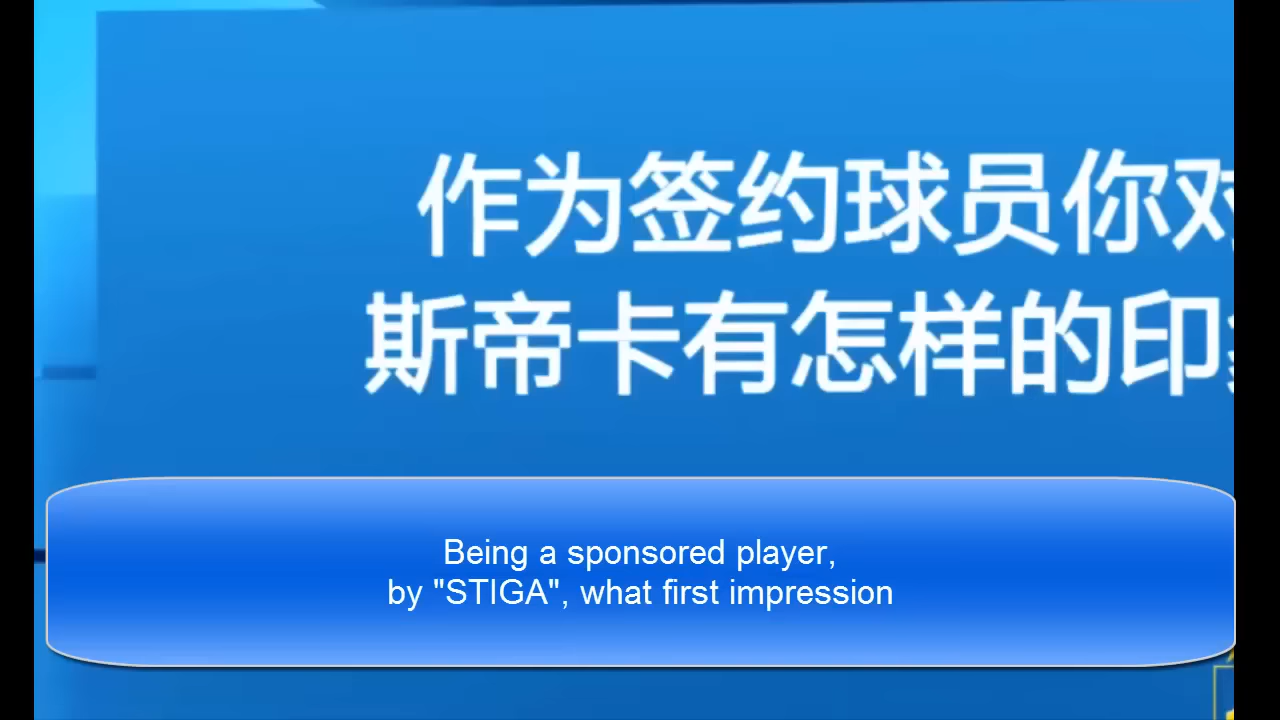 作为签约球员你对
斯帝卡有怎样的印
Being a sponsored player,
by "STIGA", what first impression